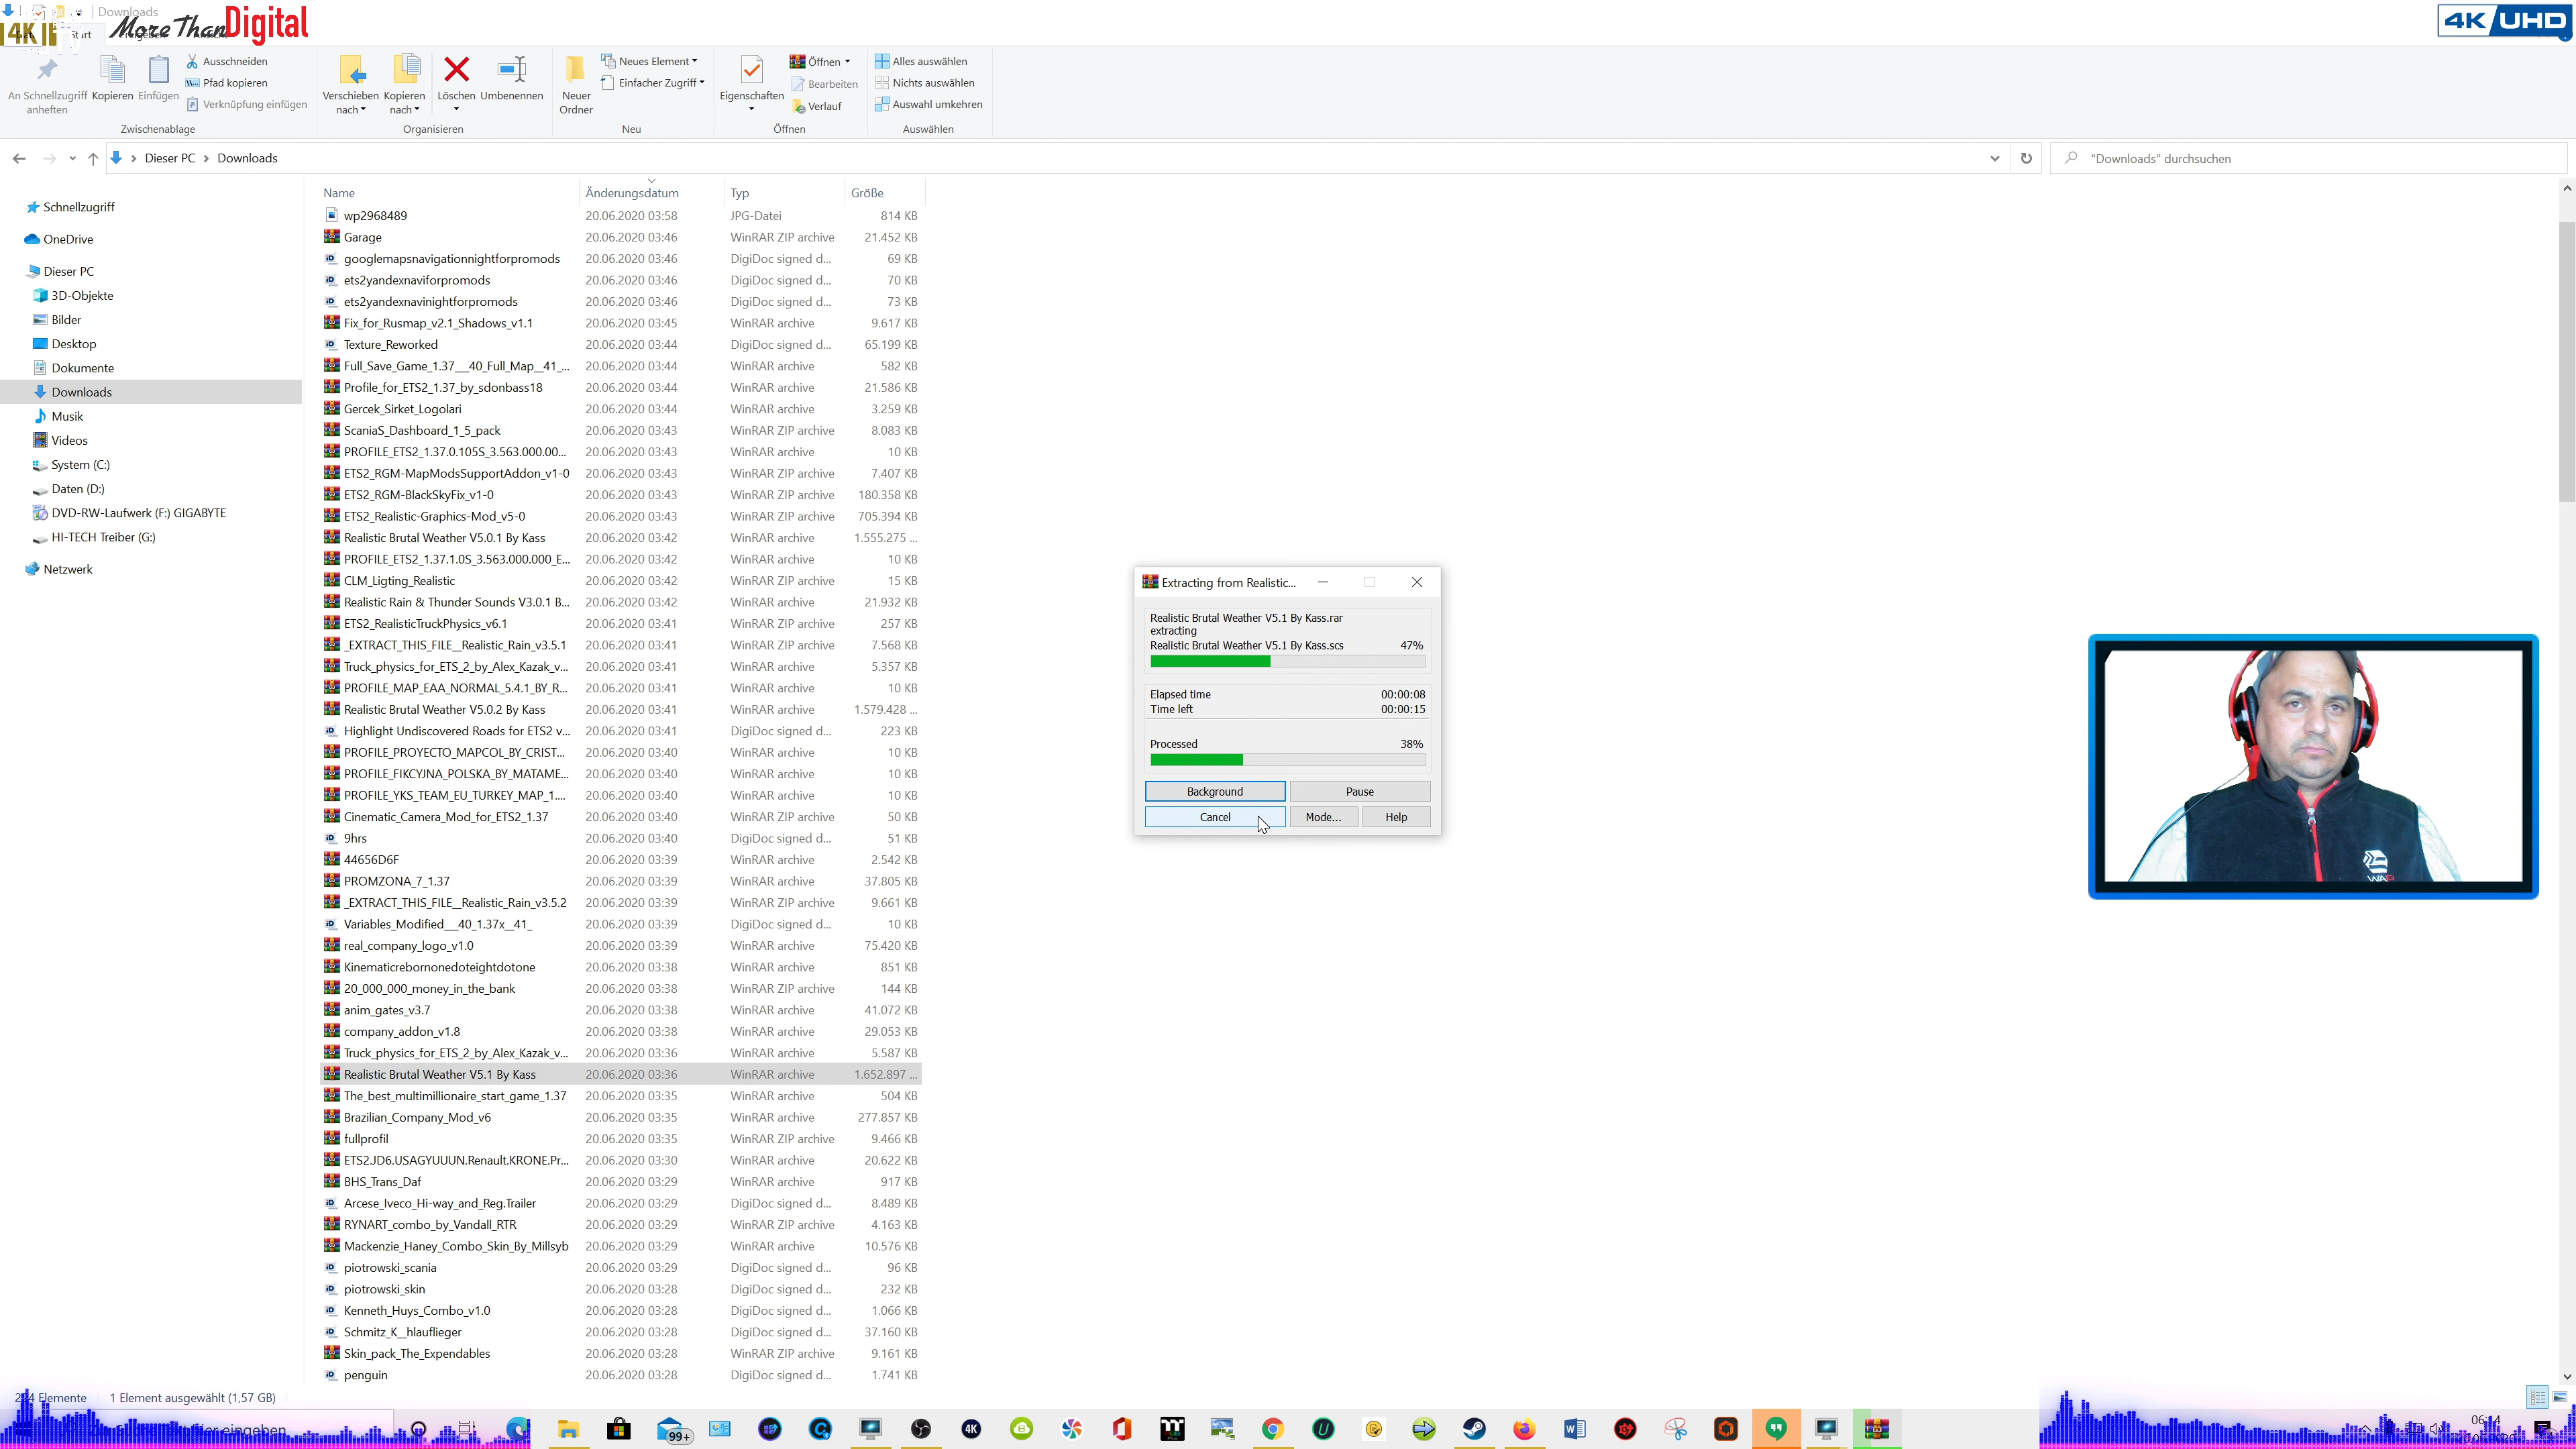 Downloads
4K TV
MoreThanDigital
4K UHD
Start
An Schnellzugriff anheften
Kopieren
Einfügen
Ausschneiden
Pfad kopieren
Verknüpfung einfügen
Zwischenablage
Verschieben nach
Kopieren nach
Löschen
Umbenennen
Organisieren
Neuer Ordner
Neues Element
Einfacher Zugriff
Neu
Eigenschaften
Öffnen
Bearbeiten
Verlauf
Öffnen
Alles auswählen
Nichts auswählen
Auswahl umkehren
Auswählen
Dieser PC > Downloads
"Downloads" durchsuchen
Schnellzugriff
OneDrive
Dieser PC
3D-Objekte
Bilder
Desktop
Dokumente
Downloads
Musik
Videos
System (C:)
Daten (D:)
DVD-RW-Laufwerk (F:) GIGABYTE
HI-TECH Treiber (G:)
Netzwerk
Name Änderungsdatum Typ Größe
wp2968489 20.06.2020 03:58 JPG-Datei 814 KB
Garage 20.06.2020 03:46 WinRAR ZIP archive 21.452 KB
googlemapsnavigationnightforpromods 20.06.2020 03:46 DigiDoc signed d... 69 KB
ets2yandexnaviforpromods 20.06.2020 03:46 DigiDoc signed d... 70 KB
ets2yandexnavinightforpromods 20.06.2020 03:46 DigiDoc signed d... 73 KB
Fix_for_Rusmap_v2.1_Shadows_v1.1 20.06.2020 03:45 WinRAR archive 9.617 KB
Texture_Reworked 20.06.2020 03:44 DigiDoc signed d... 65.199 KB
Full_Save_Game_1.37___40_Full_Map__41_... 20.06.2020 03:44 WinRAR archive 582 KB
Profile_for_ETS2_1.37_by_sdonbass18 20.06.2020 03:44 WinRAR archive 21.586 KB
Gercek_Sirket_Logolari 20.06.2020 03:44 WinRAR archive 3.259 KB
ScaniaS_Dashboard_1_5_pack 20.06.2020 03:43 WinRAR ZIP archive 8.083 KB
PROFILE_ETS2_1.37.0.105S_3.563.000.00... 20.06.2020 03:43 WinRAR archive 10 KB
ETS2_RGM-MapModsSupportAddon_v1-0 20.06.2020 03:43 WinRAR ZIP archive 7.407 KB
ETS2_RGM-BlackSkyFix_v1-0 20.06.2020 03:43 WinRAR ZIP archive 180.358 KB
ETS2_Realistic-Graphics-Mod_v5-0 20.06.2020 03:43 WinRAR ZIP archive 705.394 KB
Realistic Brutal Weather V5.0.1 By Kass 20.06.2020 03:42 WinRAR archive 1.555.275 ...
PROFILE_ETS2_1.37.1.0S_3.563.000.000_E... 20.06.2020 03:42 WinRAR archive 10 KB
CLM_Ligting_Realistic 20.06.2020 03:42 WinRAR ZIP archive 15 KB
Realistic Rain & Thunder Sounds V3.0.1 B... 20.06.2020 03:42 WinRAR archive 21.932 KB
ETS2_RealisticTruckPhysics_v6.1 20.06.2020 03:41 WinRAR ZIP archive 257 KB
_EXTRACT_THIS_FILE__Realistic_Rain_v3.5.1 20.06.2020 03:41 WinRAR ZIP archive 7.568 KB
Truck_physics_for_ETS_2_by_Alex_Kazak_v... 20.06.2020 03:41 WinRAR archive 5.357 KB
PROFILE_MAP_EAA_NORMAL_5.4.1_BY_R... 20.06.2020 03:41 WinRAR archive 10 KB
Realistic Brutal Weather V5.0.2 By Kass 20.06.2020 03:41 WinRAR archive 1.579.428 ...
Highlight Undiscovered Roads for ETS2 v... 20.06.2020 03:41 DigiDoc signed d... 223 KB
PROFILE_PROYECTO_MAPCOL_BY_CRIST... 20.06.2020 03:40 WinRAR archive 10 KB
PROFILE_FIKCYJNA_POLSKA_BY_MATAME... 20.06.2020 03:40 WinRAR archive 10 KB
PROFILE_YKS_TEAM_EU_TURKEY_MAP_1.... 20.06.2020 03:40 WinRAR archive 10 KB
Cinematic_Camera_Mod_for_ETS2_1.37 20.06.2020 03:40 WinRAR ZIP archive 50 KB
9hrs 20.06.2020 03:40 DigiDoc signed d... 51 KB
44656D6F 20.06.2020 03:39 WinRAR archive 2.542 KB
PROMZONA_7_1.37 20.06.2020 03:39 WinRAR archive 37.805 KB
_EXTRACT_THIS_FILE__Realistic_Rain_v3.5.2 20.06.2020 03:39 WinRAR ZIP archive 9.661 KB
Variables_Modified___40_1.37x__41_ 20.06.2020 03:39 DigiDoc signed d... 10 KB
real_company_logo_v1.0 20.06.2020 03:39 WinRAR archive 75.420 KB
Kinematicrebornonedoteightdotone 20.06.2020 03:38 WinRAR archive 851 KB
20_000_000_money_in_the_bank 20.06.2020 03:38 WinRAR ZIP archive 144 KB
anim_gates_v3.7 20.06.2020 03:38 WinRAR archive 41.072 KB
company_addon_v1.8 20.06.2020 03:38 WinRAR archive 29.053 KB
Truck_physics_for_ETS_2_by_Alex_Kazak_v... 20.06.2020 03:36 WinRAR archive 5.587 KB
Realistic Brutal Weather V5.1 By Kass 20.06.2020 03:36 WinRAR archive 1.652.897 ...
The_best_multimillionaire_start_game_1.37 20.06.2020 03:35 WinRAR archive 504 KB
Brazilian_Company_Mod_v6 20.06.2020 03:35 WinRAR archive 277.857 KB
fullprofil 20.06.2020 03:35 WinRAR ZIP archive 9.466 KB
ETS2.JD6.USAGYUUUN.Renault.KRONE.Pr... 20.06.2020 03:30 WinRAR archive 20.622 KB
BHS_Trans_Daf 20.06.2020 03:29 WinRAR archive 917 KB
Arcese_Iveco_Hi-way_and_Reg.Trailer 20.06.2020 03:29 DigiDoc signed d... 8.489 KB
RYNART_combo_by_Vandall_RTR 20.06.2020 03:29 WinRAR ZIP archive 4.163 KB
Mackenzie_Haney_Combo_Skin_By_Millsyb 20.06.2020 03:29 WinRAR archive 10.576 KB
piotrowski_scania 20.06.2020 03:29 DigiDoc signed d... 96 KB
piotrowski_skin 20.06.2020 03:28 DigiDoc signed d... 232 KB
Kenneth_Huys_Combo_v1.0 20.06.2020 03:28 DigiDoc signed d... 1.066 KB
Schmitz_K__hlauflieger 20.06.2020 03:28 DigiDoc signed d... 37.160 KB
Skin_pack_The_Expendables 20.06.2020 03:28 WinRAR ZIP archive 9.161 KB
penguin 20.06.2020 03:28 DigiDoc signed d... 1.741 KB
Extracting from Realistic...
Realistic Brutal Weather V5.1 By Kass.rar
extracting
Realistic Brutal Weather V5.1 By Kass.scs 47%
Elapsed time 00:00:08
Time left 00:00:15
Processed 38%
Background Pause
Cancel Mode... Help
Elemente 1 Element ausgewählt (1,57 GB)
eingeben
99+
4K